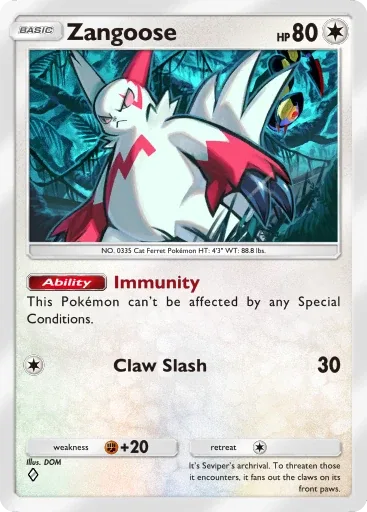 BASIC Zangoose HP 80
NO. 0335 Cat Ferret Pokémon HT: 4'3" WT: 88.8 lbs.
Ability Immunity
This Pokémon can't be affected by any Special
Conditions.
Claw Slash 30
weakness +20 retreat
Illus. DOM
It's Seviper's archrival. To threaten those
it encounters, it fans out the claws on its
front paws.